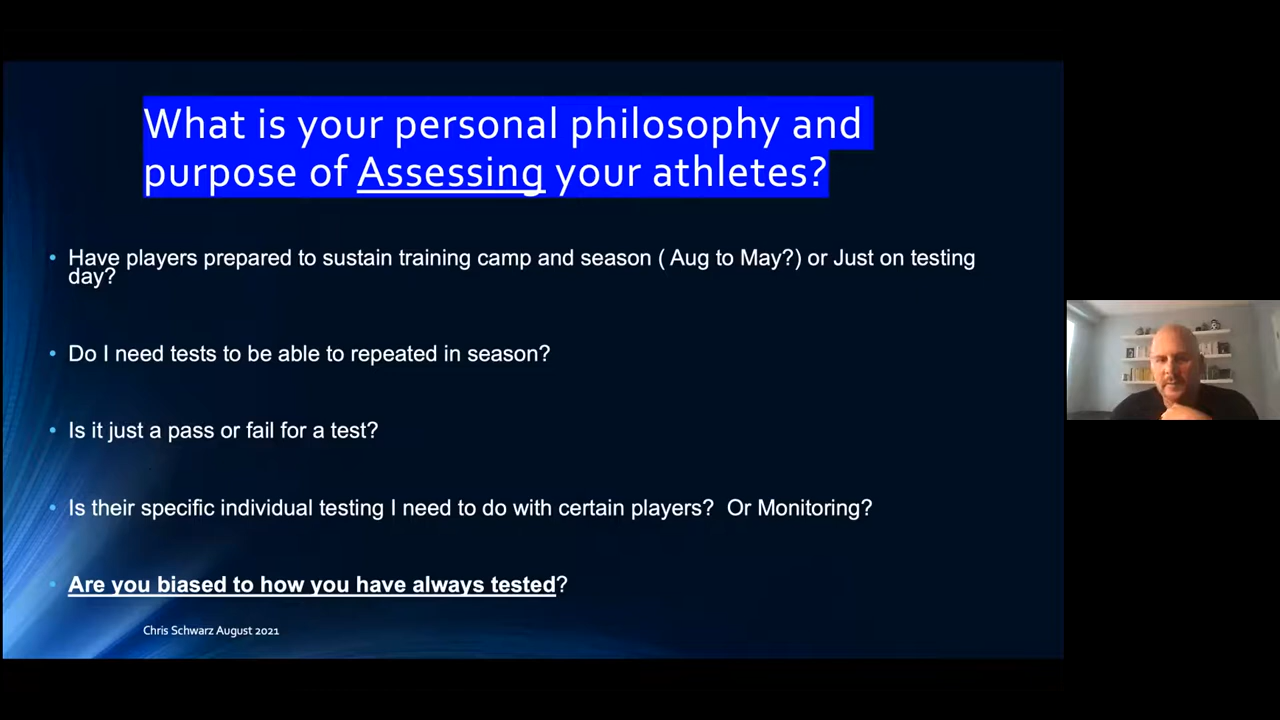 What is your personal philosophy and
purpose of Assessing your athletes?
• Have players prepared to sustain training camp and season ( Aug to May?) or Just on testing
day?
• Do I need tests to be able to repeated in season?
• Is it just a pass or fail for a test?
• Is their specific individual testing I need to do with certain players?  Or Monitoring?
• Are you biased to how you have always tested?
Chris Schwarz August 2021